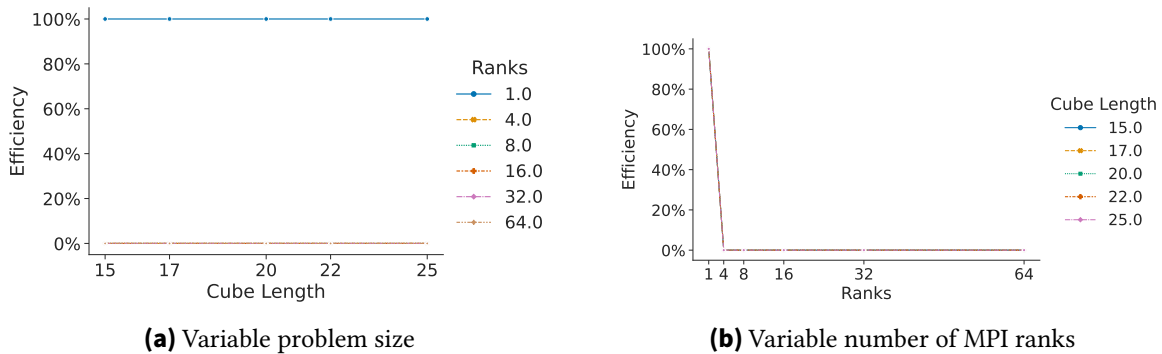 100%
80%
60%
40%
20%
0%
Efficiency
15 17 20 22 25
Cube Length
Ranks
1.0
4.0
8.0
16.0
32.0
64.0
(a) Variable problem size
100%
80%
60%
40%
20%
0%
Efficiency
1 4 8 16 32 64
Ranks
Cube Length
15.0
17.0
20.0
22.0
25.0
(b) Variable number of MPI ranks